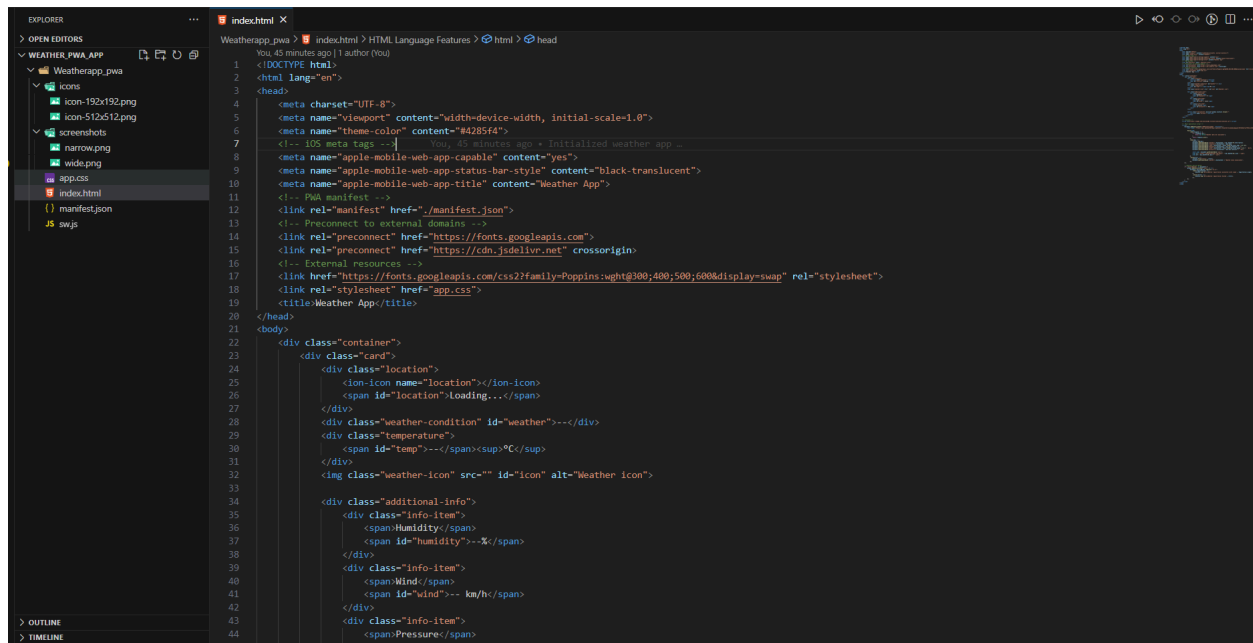 EXPLORER
OPEN EDITORS
WEATHER_PWA_APP
Weatherapp_pwa
icons
icon-192x192.png
icon-512x512.png
screenshots
narrow.png
wide.png
app.css
index.html
manifest.json
JS sw.js
OUTLINE
TIMELINE
index.html
Weatherapp_pwa > index.html > HTML Language Features > html > head
You, 45 minutes ago | 1 author (You)
1 <!DOCTYPE html>
2 <html lang="en">
3 <head>
4 <meta charset="UTF-8">
5 <meta name="viewport" content="width=device-width, initial-scale=1.0">
6 <meta name="theme-color" content="#4285f4">
7 <!-- iOS meta tags --> You, 45 minutes ago • Initialized weather app …
8 <meta name="apple-mobile-web-app-capable" content="yes">
9 <meta name="apple-mobile-web-app-status-bar-style" content="black-translucent">
10 <meta name="apple-mobile-web-app-title" content="Weather App">
11 <!-- PWA manifest -->
12 <link rel="manifest" href="./manifest.json">
13 <!-- Preconnect to external domains -->
14 <link rel="preconnect" href="https://fonts.googleapis.com">
15 <link rel="preconnect" href="https://cdn.jsdelivr.net" crossorigin>
16 <!-- External resources -->
17 <link href="https://fonts.googleapis.com/css2?family=Poppins:wght@300;400;500;600&display=swap" rel="stylesheet">
18 <link rel="stylesheet" href="app.css">
19 <title>Weather App</title>
20 </head>
21 <body>
22 <div class="container">
23 <div class="card">
24 <div class="location">
25 <ion-icon name="location"></ion-icon>
26 <span id="location">Loading...</span>
27 </div>
28 <div class="weather-condition" id="weather">--</div>
29 <div class="temperature">
30 <span id="temp">--</span><sup>°C</sup>
31 </div>
32 <img class="weather-icon" src="" id="icon" alt="Weather icon">
33
34 <div class="additional-info">
35 <div class="info-item">
36 <span>Humidity</span>
37 <span id="humidity">--%</span>
38 </div>
39 <div class="info-item">
40 <span>Wind</span>
41 <span id="wind">-- km/h</span>
42 </div>
43 <div class="info-item">
44 <span>Pressure</span>